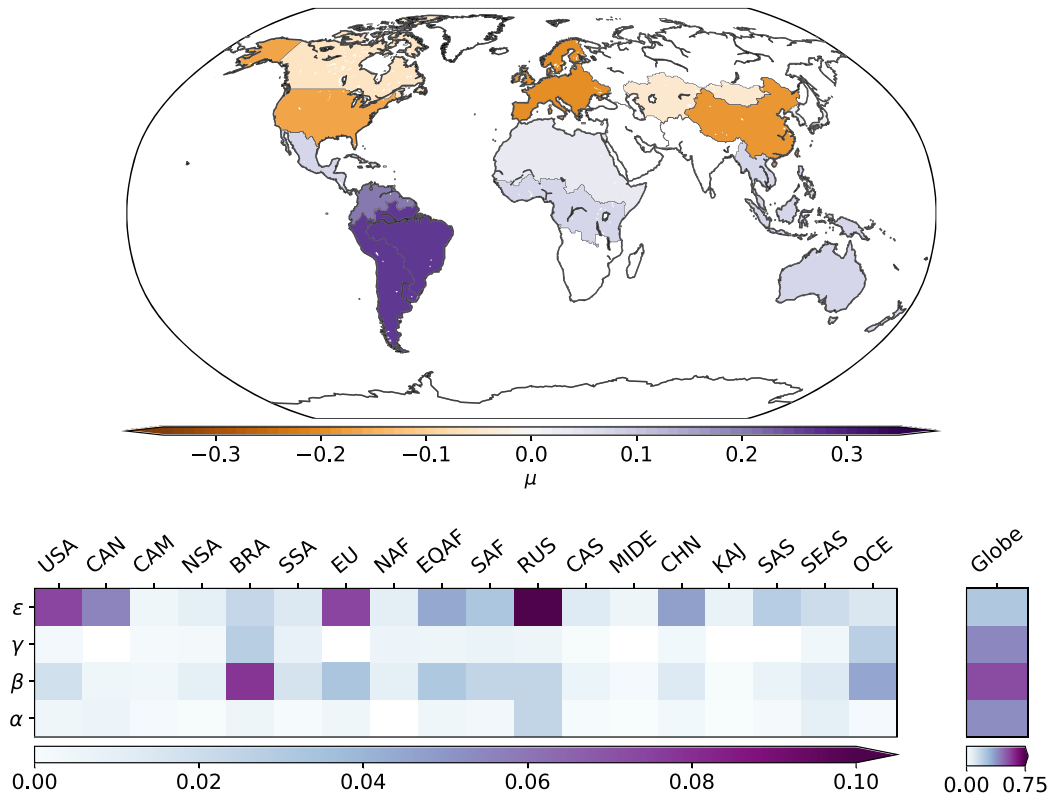 −0.3 −0.2 −0.1 0.0 0.1 0.2 0.3
μ
USA CAN CAM NSA BRA SSA EU NAF EQAF SAF RUS CAS MIDE CHN KAJ SAS SEAS OCE Globe
ε
γ
β
α
0.00 0.02 0.04 0.06 0.08 0.10 0.00 0.75